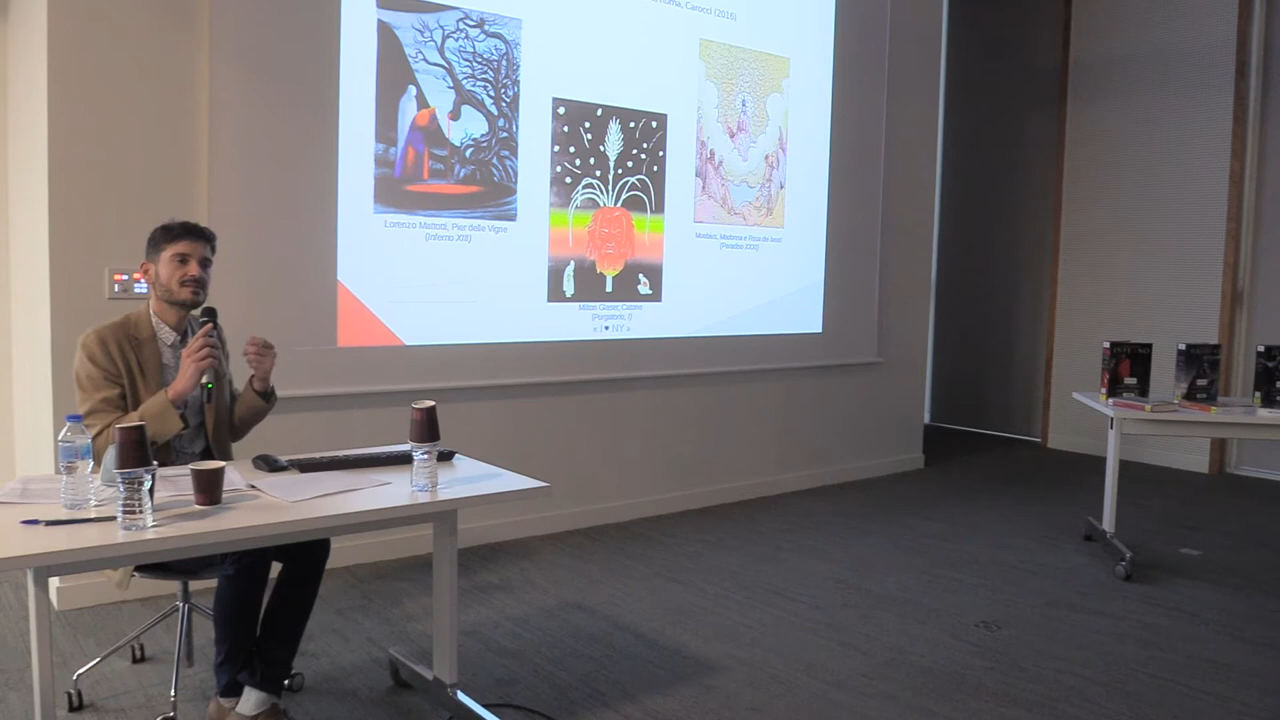 Roma, Carocci (2016)
Lorenzo Mattotti, Pier delle Vigne
(Inferno XIII)
Milton Glaser, Catone
(Purgatorio, I)
« I ♥ NY »
Moebius, Madonna e Rosa dei beati
(Paradiso XXXI)
INFERNO